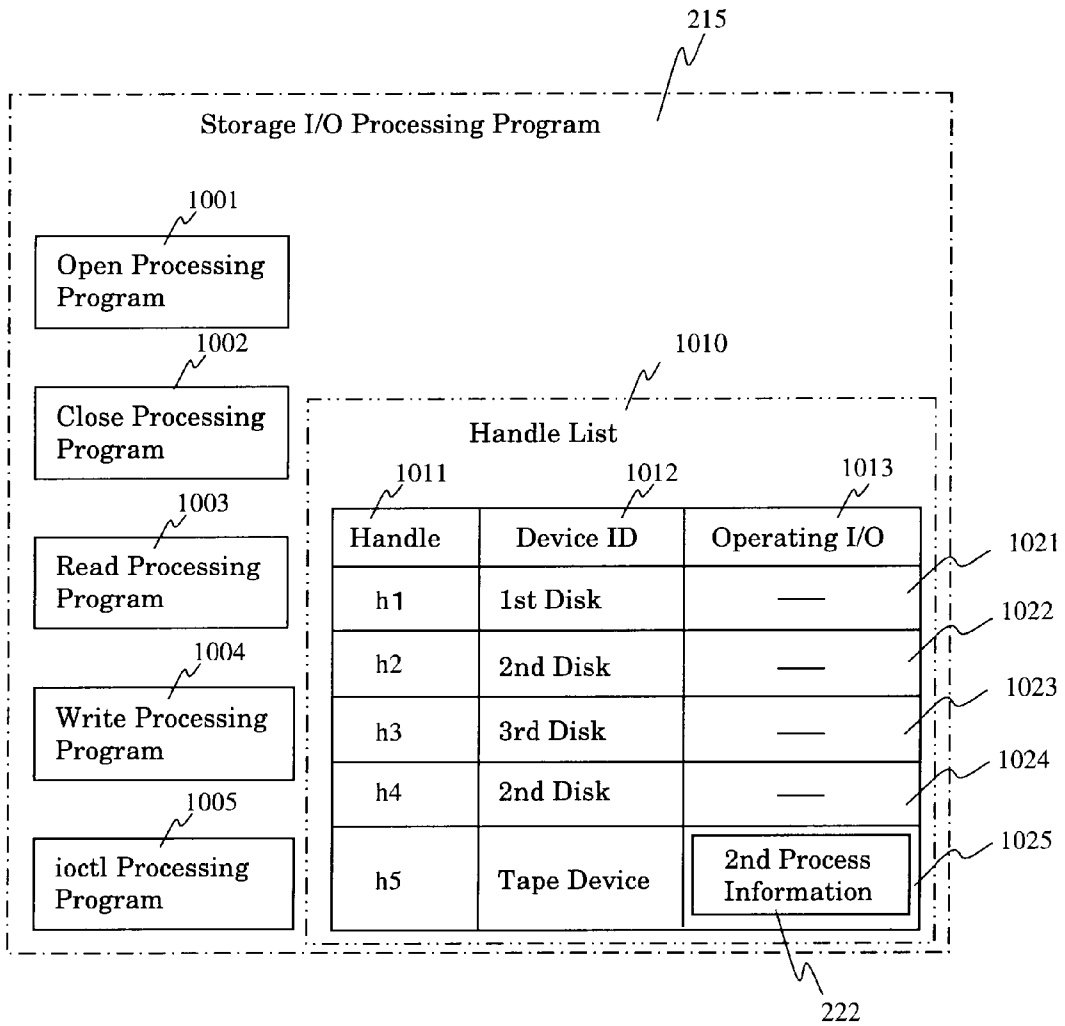 215
Storage I/O Processing Program
1001
Open Processing
Program
1002
Close Processing
Program
1003
Read Processing
Program
1004
Write Processing
Program
1005
ioctl Processing
Program
1010
Handle List
1011 1012 1013
Handle Device ID Operating I/O
h1 1st Disk — 1021
h2 2nd Disk — 1022
h3 3rd Disk — 1023
h4 2nd Disk — 1024
h5 Tape Device 2nd Process
Information 1025
222